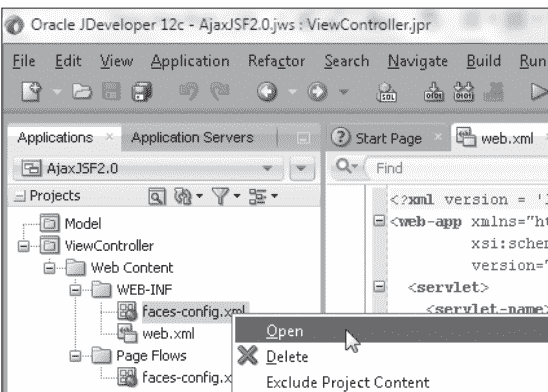 Oracle JDeveloper 12c - AjaxJSF2.0.jws : ViewController.jpr
File Edit View Application Refactor Search Navigate Build Run
Applications Application Servers Start Page web.xml
AjaxJSF2.0
Find
Projects
<?xml version = '
Model
<web-app xmlns="ht
ViewController
xsi:schem
Web Content
version="
WEB-INF
<servlet>
faces-config.xml
<servlet-name>
web.xml
Open
Page Flows
Delete
faces-config.x
Exclude Project Content